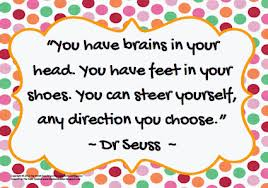 “You have brains in your
head. You have feet in your
shoes. You can steer yourself,
any direction you choose.”
~ Dr Seuss ~